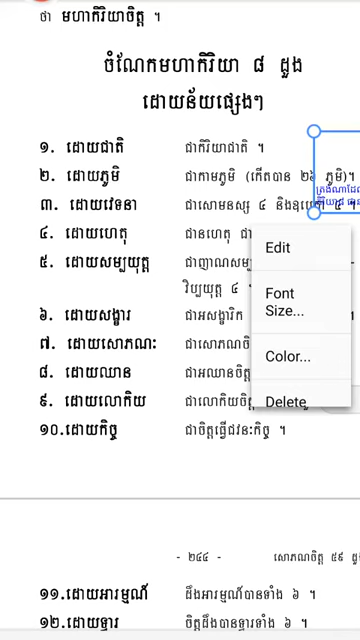 ថា មហាកិរិយាចិត្ត ។
ចំណែកមហាកិរិយា ៨ ដួង
ដោយន័យផ្សេងៗ
១. ដោយជាតិ ជាកិរិយាជាតិ ។
២. ដោយភូមិ ជាកាមភូមិ (កើតបាន ២៦ ភូមិ)។
៣. ដោយវេទនា ជាសោមនស្ស ៤ និងឧបេក្ខា ៤ ។
៤. ដោយហេតុ ជានហេតុ
Edit
៥. ដោយសម្បយុត្ត ជាញាណសម្ប
វិប្បយុត្ត ៤
Font Size...
៦. ដោយសង្ខារ ជាអសង្ខារិក
៧. ដោយសោភណៈ ជាសោភណចិ
Color...
៨. ដោយឈាន ជាអឈានចិត្ត
៩. ដោយលោកិយ ជាលោកិយចិត្ត
Delete
១០.ដោយកិច្ច ជាចិត្តធ្វើជវនៈកិច្ច ។
- ២៤៤ - សោភណចិត្ត ៥៩ ដួ
១១.ដោយអារម្មណ៍ ដឹងអារម្មណ៍បានទាំង ៦ ។
១២.ដោយទ្វារ ចិត្តដឹងបានទ្វារទាំង ៦ ។